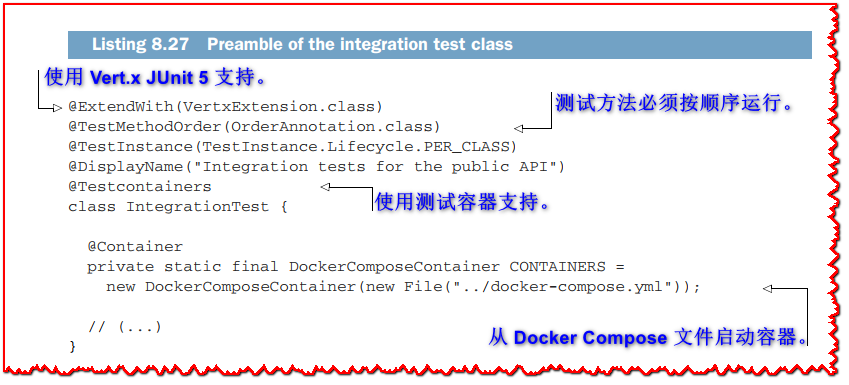 Listing 8.27 Preamble of the integration test class
使用 Vert.x JUnit 5 支持。
@ExtendWith(VertxExtension.class)
测试方法必须按顺序运行。
@TestMethodOrder(OrderAnnotation.class)
@TestInstance(TestInstance.Lifecycle.PER_CLASS)
@DisplayName("Integration tests for the public API")
@Testcontainers
使用测试容器支持。
class IntegrationTest {
@Container
private static final DockerComposeContainer CONTAINERS =
new DockerComposeContainer(new File("../docker-compose.yml"));
// (...)
从 Docker Compose 文件启动容器。
}